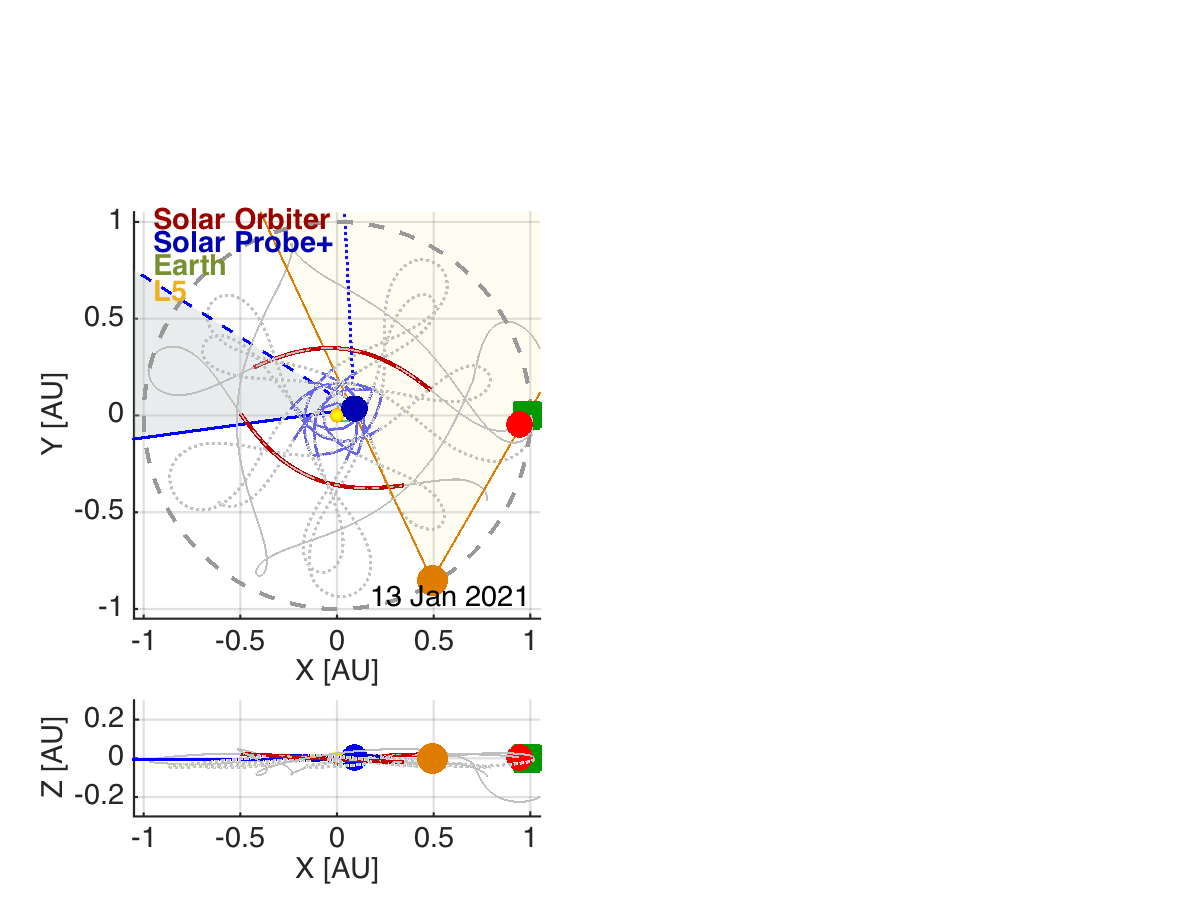 Solar Orbiter
Solar Probe+
Earth
L5
1
0.5
0
-0.5
-1
Y [AU]
13 Jan 2021
-1 -0.5 0 0.5 1
X [AU]
0.2
0
-0.2
Z [AU]
-1 -0.5 0 0.5 1
X [AU]